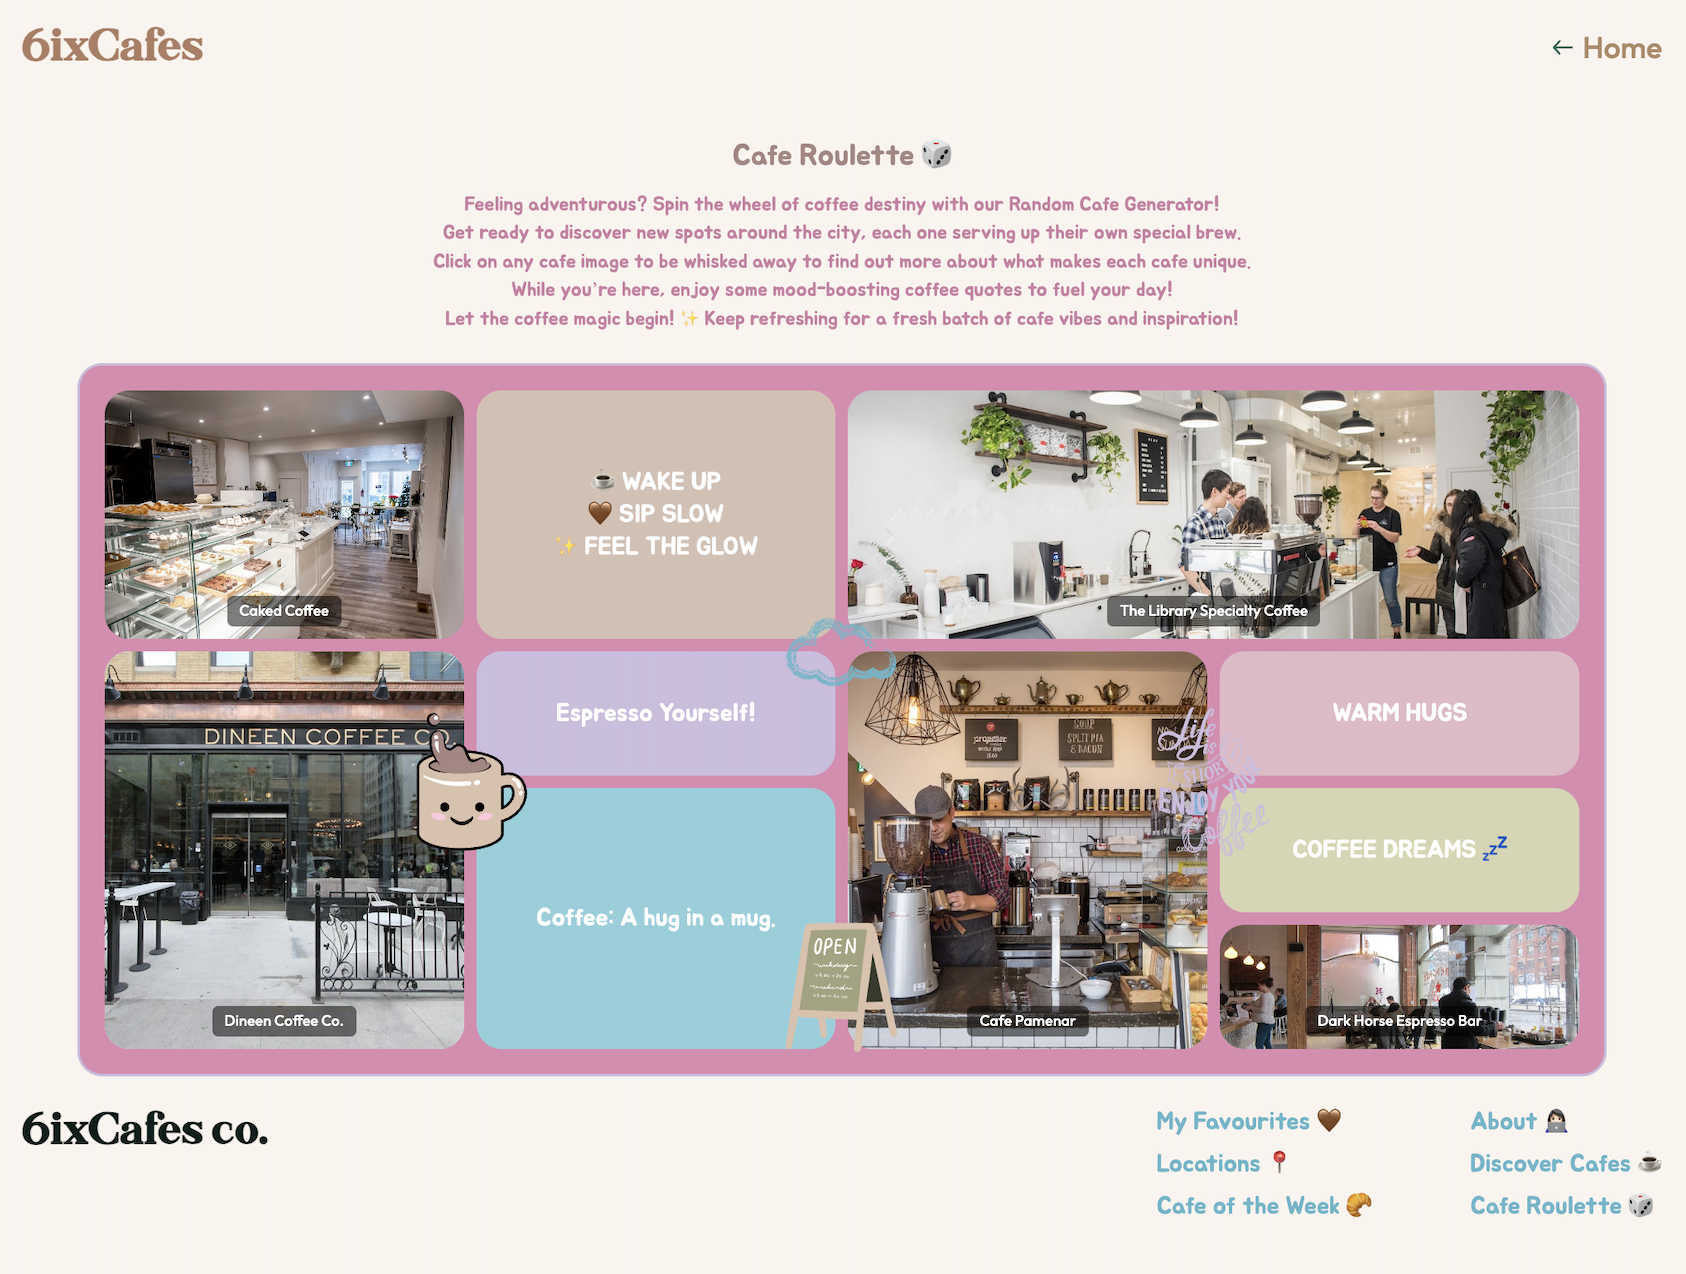 6ixCafes
← Home
Cafe Roulette 🎲
Feeling adventurous? Spin the wheel of coffee destiny with our Random Cafe Generator!
Get ready to discover new spots around the city, each one serving up their own special brew.
Click on any cafe image to be whisked away to find out more about what makes each cafe unique.
While you're here, enjoy some mood-boosting coffee quotes to fuel your day!
Let the coffee magic begin! ✨ Keep refreshing for a fresh batch of cafe vibes and inspiration!
Caked Coffee
☕ WAKE UP
🤎 SIP SLOW
✨ FEEL THE GLOW
The Library Specialty Coffee
DINEEN COFFEE CO
Dineen Coffee Co.
Espresso Yourself!
Coffee: A hug in a mug.
OPEN
propeller
SOUP
SPLIT PEA
& BACON
Cafe Pamenar
Life
is
SHORT
ENJOY YOUR
Coffee
WARM HUGS
COFFEE DREAMS 💤
Dark Horse Espresso Bar
6ixCafes co.
My Favourites 🤎
Locations 📍
Cafe of the Week 🥐
About 👩🏻‍💻
Discover Cafes ☕
Cafe Roulette 🎲